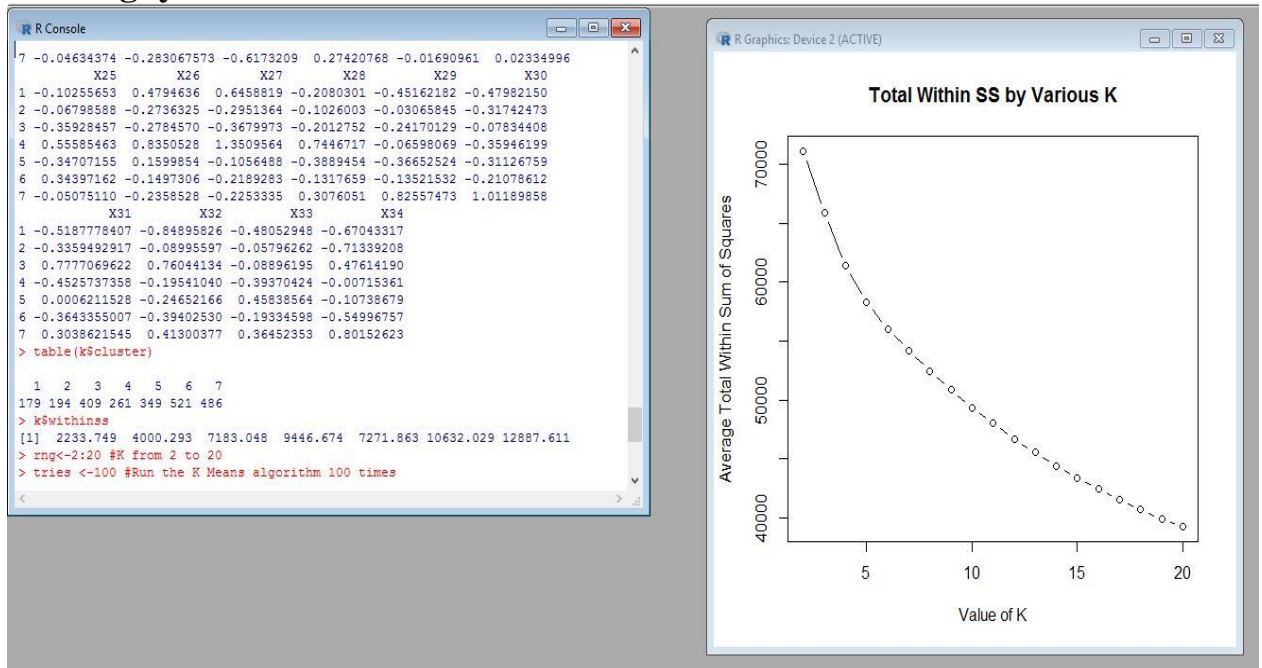 R Console
7 -0.04634374 -0.283067573 -0.6173209 0.27420768 -0.01690961 0.02334996
X25 X26 X27 X28 X29 X30
1 -0.10255653 0.4794636 0.6458819 -0.2080301 -0.45162182 -0.47982150
2 -0.06798588 -0.2736325 -0.2951364 -0.1026003 -0.03065845 -0.31742473
3 -0.35928457 -0.2784570 -0.3679973 -0.2012752 -0.24170129 -0.07834408
4 0.55585463 0.8350528 1.3509564 0.7446717 -0.06598069 -0.35946199
5 -0.34707155 0.1599854 -0.1056488 -0.3889454 -0.36652524 -0.31126759
6 0.34397162 -0.1497306 -0.2189283 -0.1317659 -0.13521532 -0.21078612
7 -0.05075110 -0.2358528 -0.2253335 0.3076051 0.82557473 1.01189858
X31 X32 X33 X34
1 -0.5187778407 -0.84895826 -0.48052948 -0.67043317
2 -0.3359492917 -0.08995597 -0.05796262 -0.71339208
3 0.7777069622 0.76044134 -0.08896195 0.47614190
4 -0.4525737358 -0.19541040 -0.39370424 -0.00715361
5 0.0006211528 -0.24652166 0.45838564 -0.10738679
6 -0.3643355007 -0.39402530 -0.19334598 -0.54996757
7 0.3038621545 0.41300377 0.36452353 0.80152623
> table(k$cluster)
1 2 3 4 5 6 7
179 194 409 261 349 521 486
> k$withinss
[1] 2233.749 4000.293 7183.048 9446.674 7271.863 10632.029 12887.611
> rng<-2:20 #K from 2 to 20
> tries <-100 #Run the K Means algorithm 100 times
R Graphics: Device 2 (ACTIVE)
Total Within SS by Various K
Average Total Within Sum of Squares
70000
60000
50000
40000
5 10 15 20
Value of K